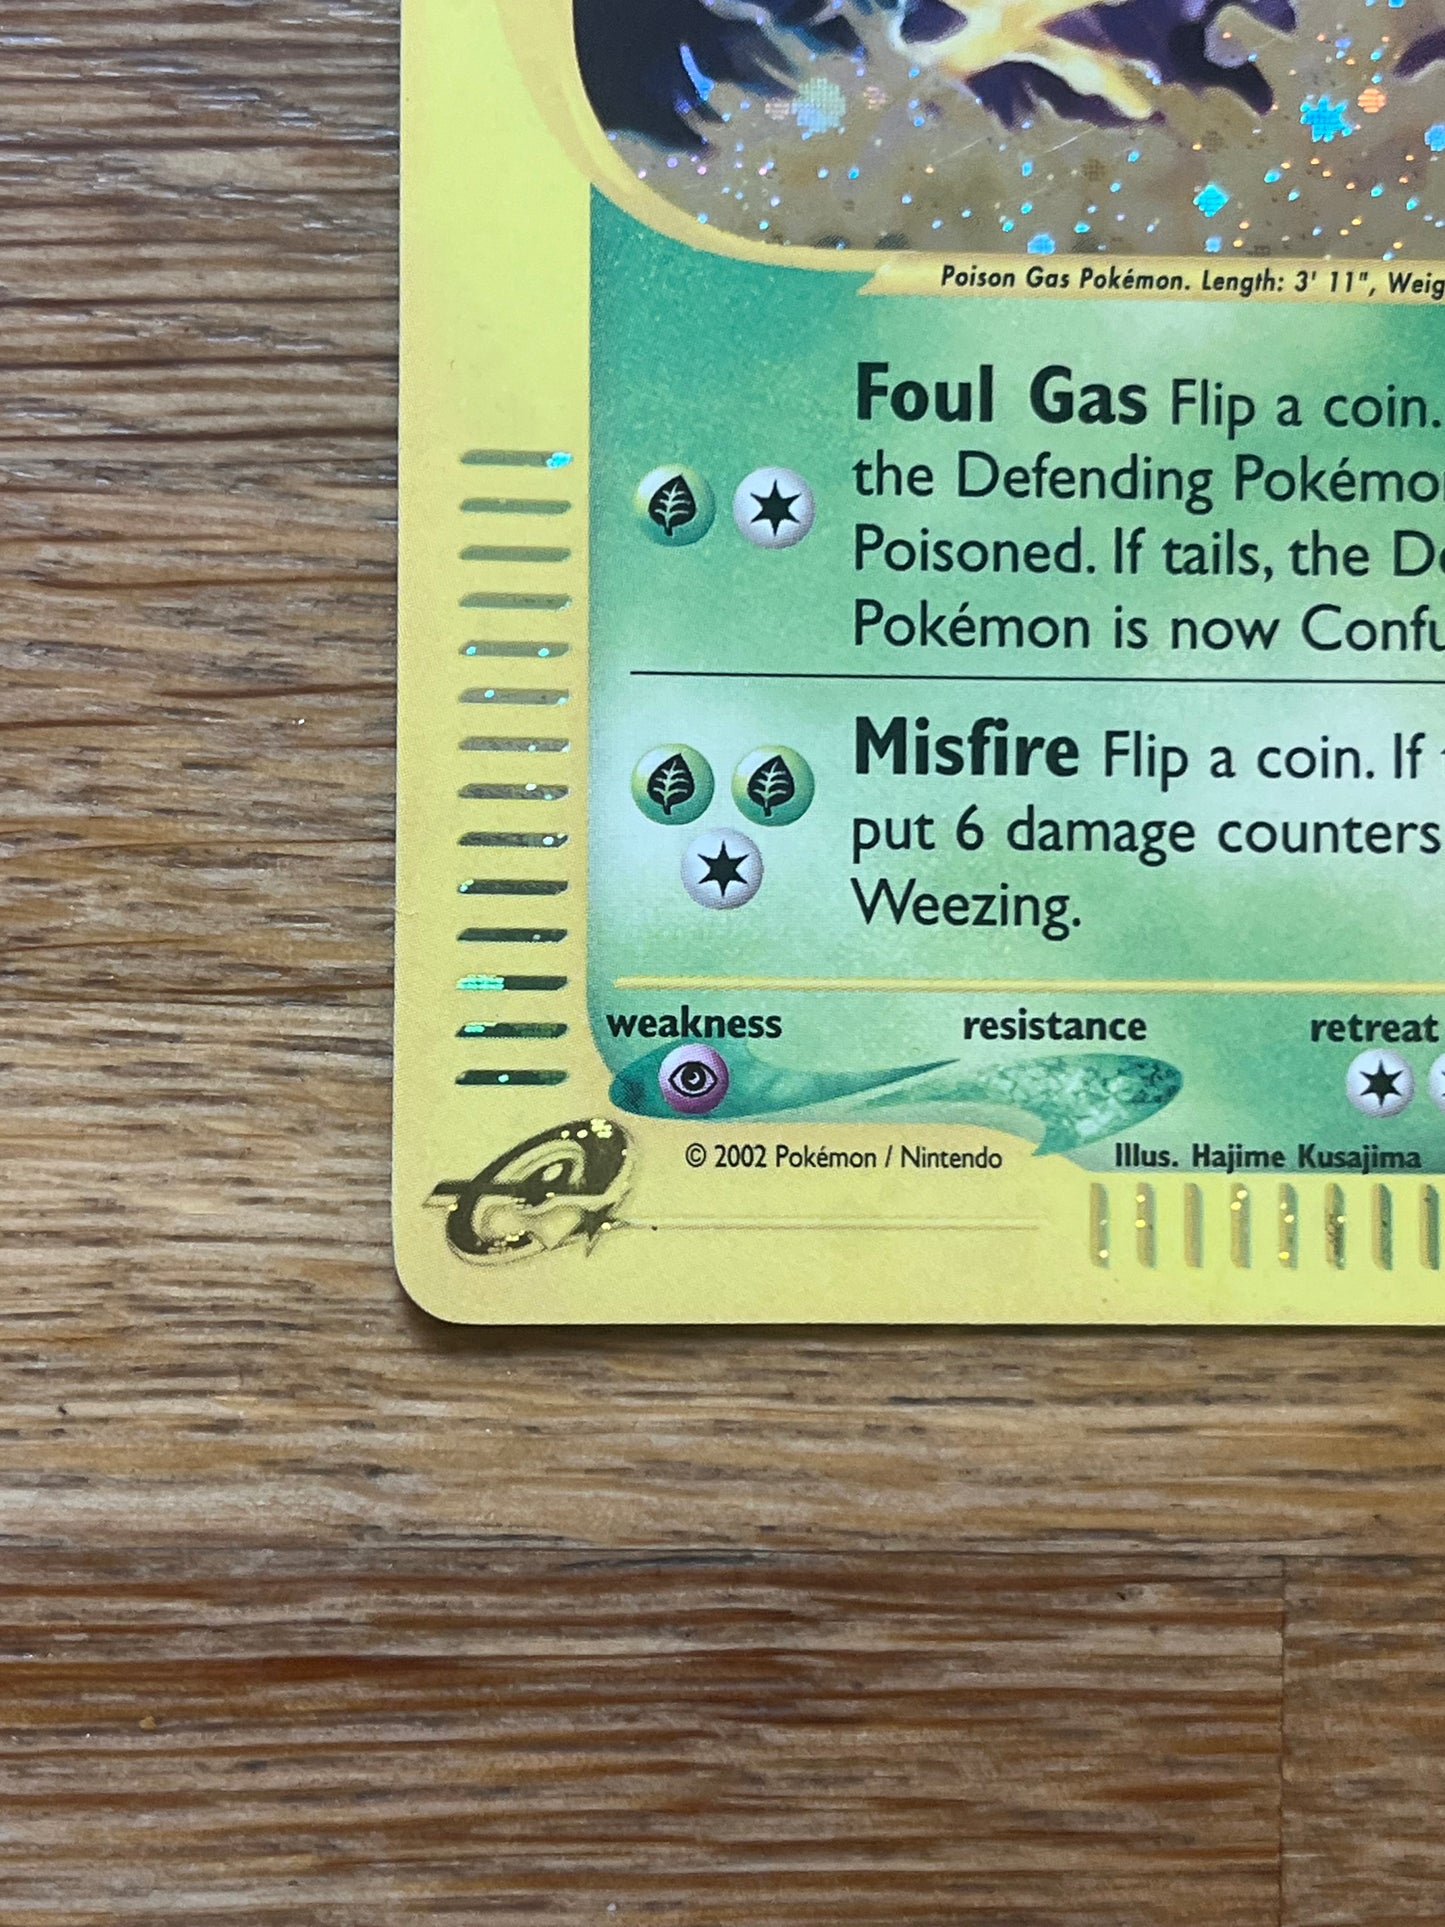 Poison Gas Pokémon. Length: 3' 11",
Foul Gas Flip a coin.
the Defending
Poisoned. If tails, the
Pokémon is now
Misfire Flip a coin. If
put 6 damage counters
Weezing.
weakness resistance retreat
© 2002 Pokémon / Nintendo Illus. Hajime Kusajima